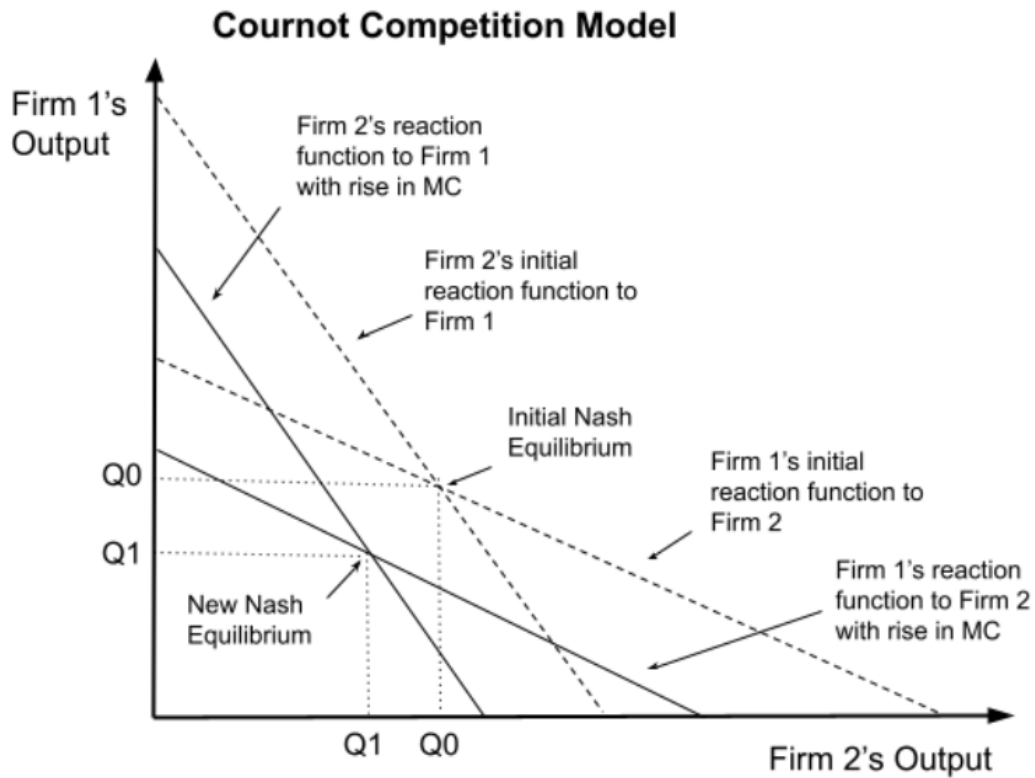 Cournot Competition Model
Firm 1's
Output
Firm 2's reaction
function to Firm 1
with rise in MC
Firm 2's initial
reaction function to
Firm 1
Initial Nash
Equilibrium
Q0
Firm 1's initial
reaction function to
Firm 2
Q1
Firm 1's reaction
function to Firm 2
with rise in MC
New Nash
Equilibrium
Q1
Q0
Firm 2's Output